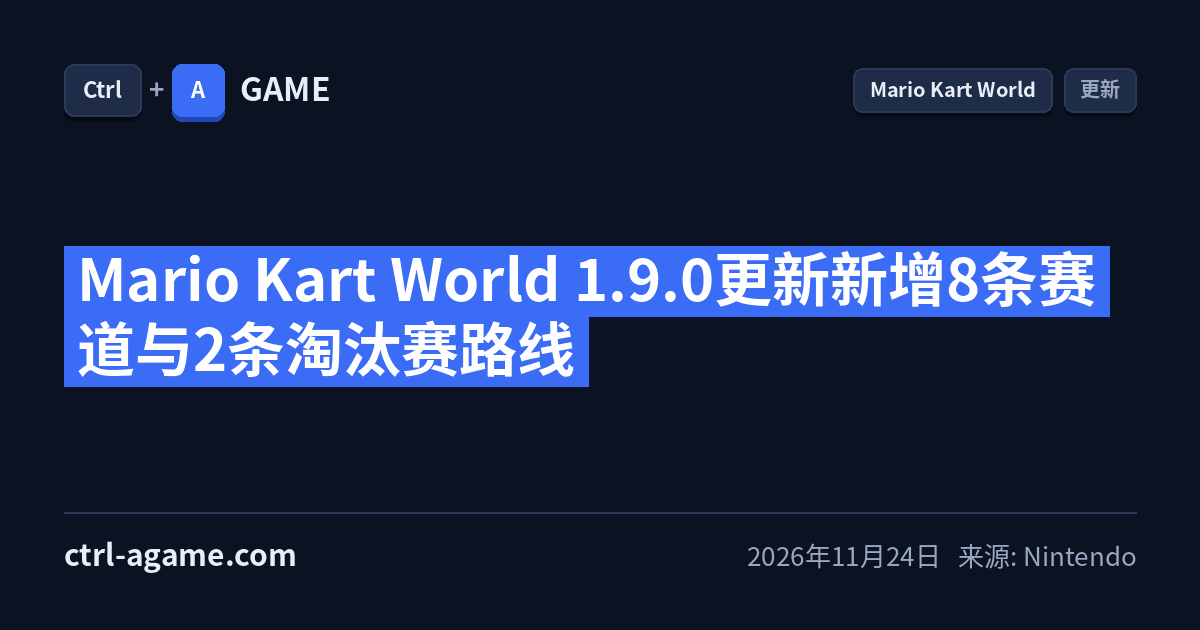 Ctrl + A GAME
Mario Kart World 更新
Mario Kart World 1.9.0更新新增8条赛
道与2条淘汰赛路线
ctrl-agame.com
2026年11月24日 来源: Nintendo